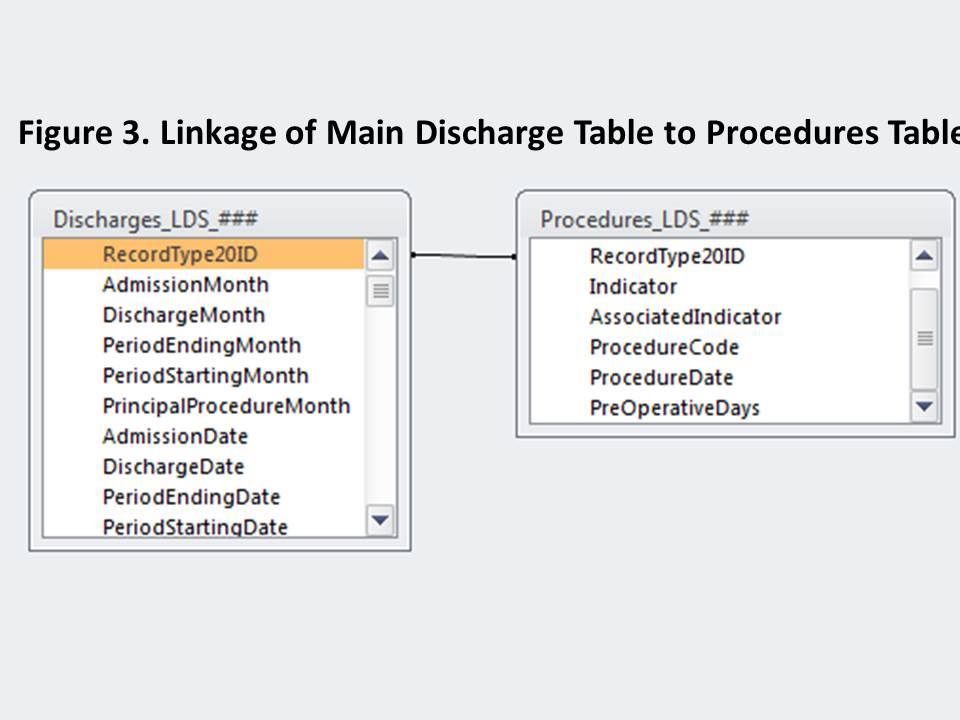 Figure 3. Linkage of Main Discharge Table to Procedures Table
Discharges_LDS_###
RecordType20ID
AdmissionMonth
DischargeMonth
PeriodEndingMonth
PeriodStartingMonth
PrincipalProcedureMonth
AdmissionDate
DischargeDate
PeriodEndingDate
PeriodStartingDate
Procedures_LDS_###
RecordType20ID
Indicator
AssociatedIndicator
ProcedureCode
ProcedureDate
PreOperativeDays